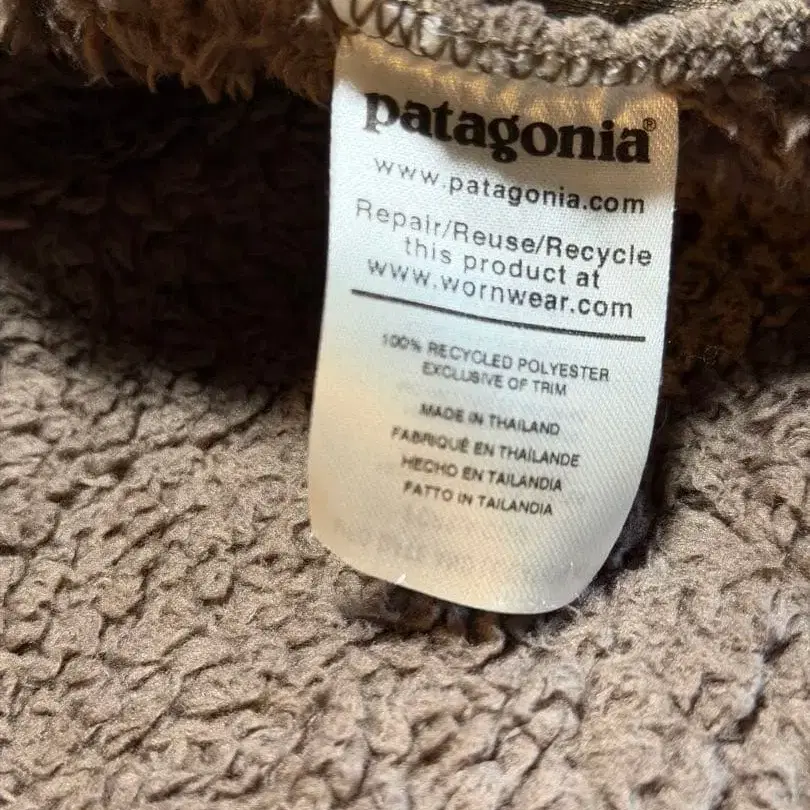 patagonia®
www.patagonia.com
Repair/Reuse/Recycle
this product at
www.wornwear.com
100% RECYCLED POLYESTER
EXCLUSIVE OF TRIM
MADE IN THAILAND
FABRIQUÉ EN THAÏLANDE
HECHO EN TAILANDIA
FATTO IN TAILANDIA